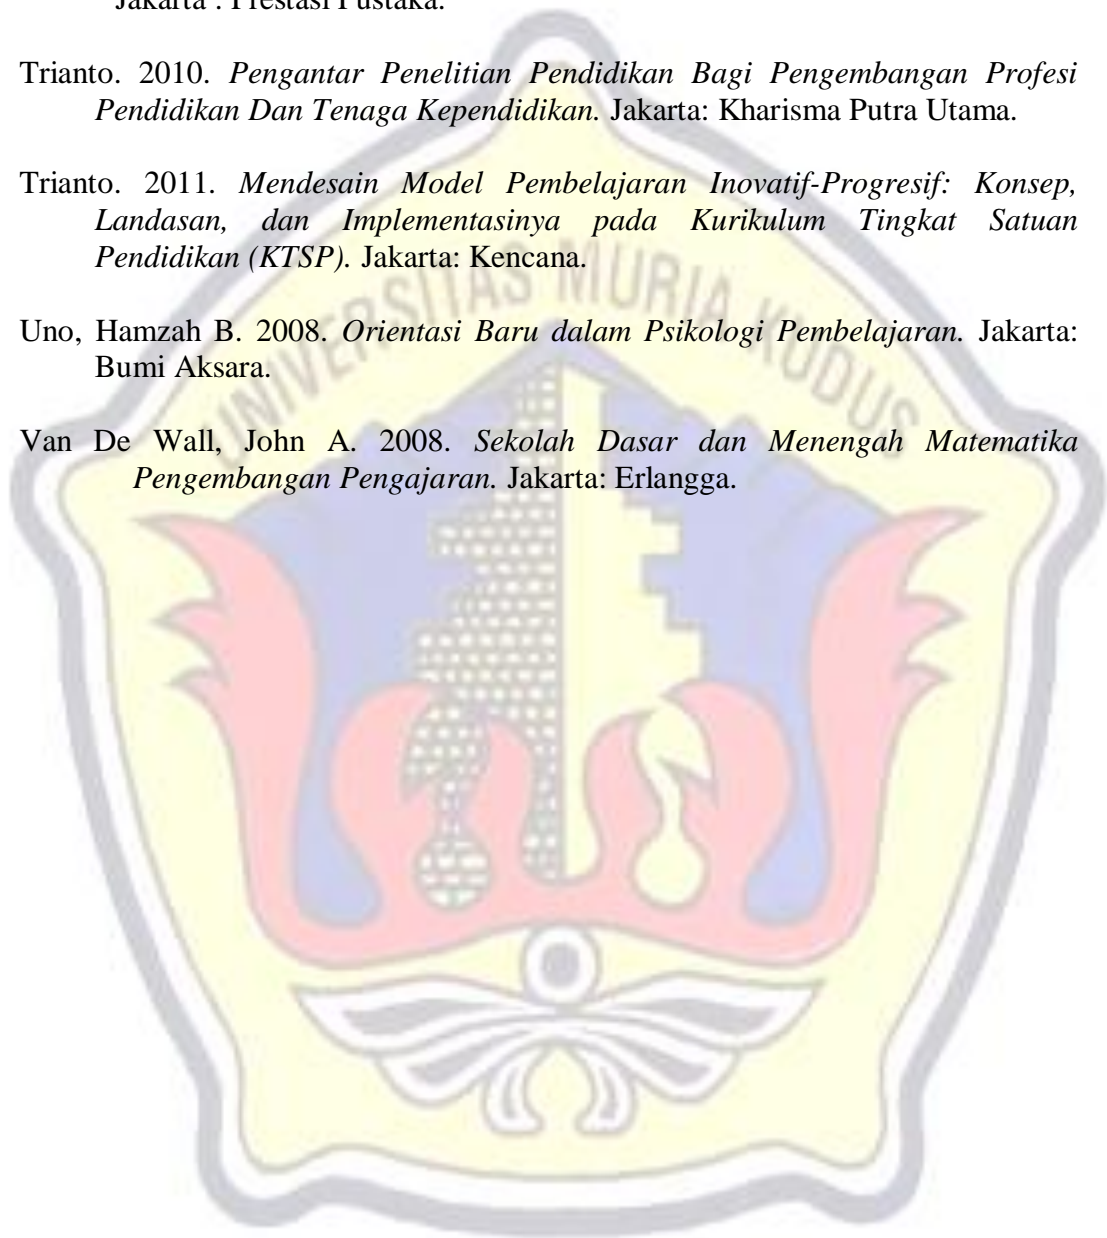 Jakarta : Prestasi Pustaka.
Trianto. 2010. Pengantar Penelitian Pendidikan Bagi Pengembangan Profesi
Pendidikan Dan Tenaga Kependidikan. Jakarta: Kharisma Putra Utama.
Trianto. 2011. Mendesain Model Pembelajaran Inovatif-Progresif: Konsep,
Landasan, dan Implementasinya pada Kurikulum Tingkat Satuan
Pendidikan (KTSP). Jakarta: Kencana.
UNIVERSITAS MURIA KUDUS
Uno, Hamzah B. 2008. Orientasi Baru dalam Psikologi Pembelajaran. Jakarta:
Bumi Aksara.
Van De Wall, John A. 2008. Sekolah Dasar dan Menengah Matematika
Pengembangan Pengajaran. Jakarta: Erlangga.